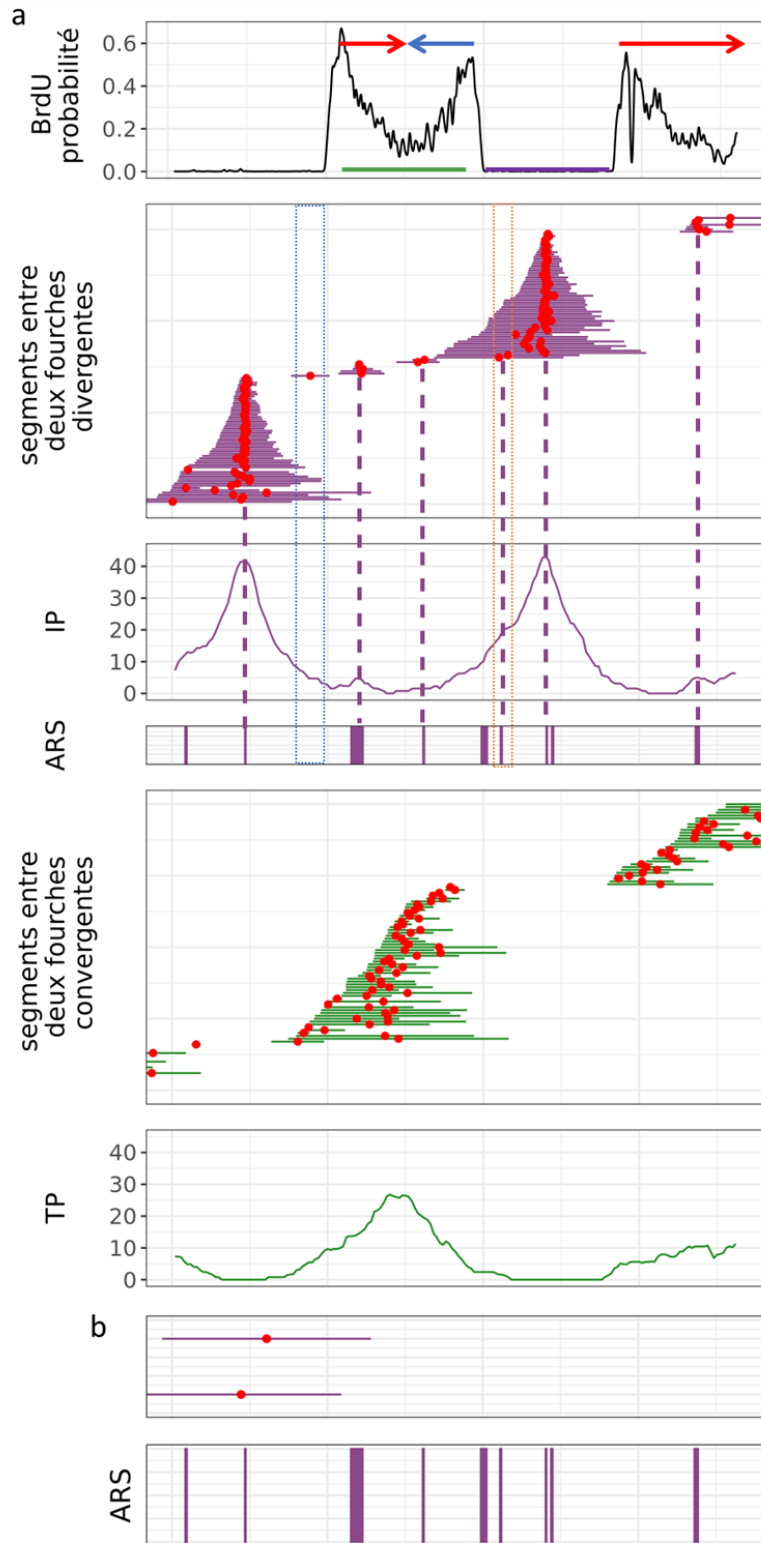 a
BrdU
probabilité
0.6
0.4
0.2
0.0
segments entre
deux fourches
divergentes
IP
40
30
20
10
0
ARS
segments entre
deux fourches
convergentes
TP
40
30
20
10
0
b
ARS